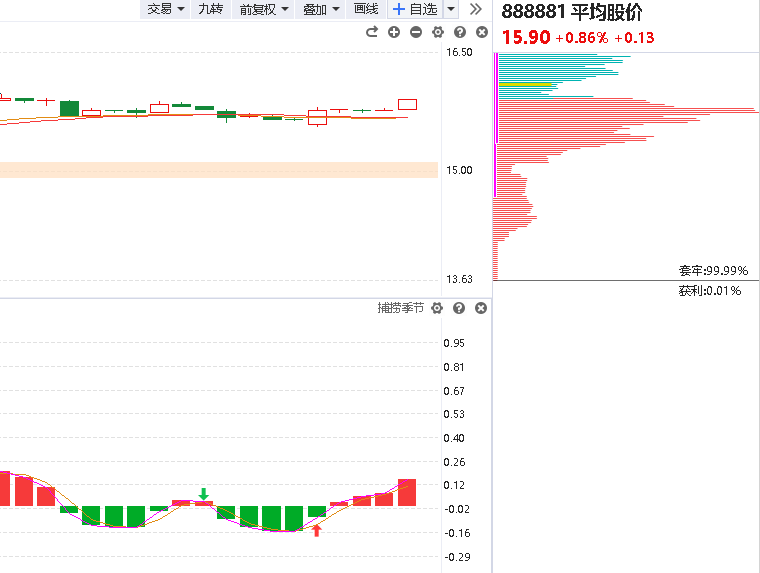 交易 九转 前复权 叠加 画线 + 自选
888881 平均股价
15.90 +0.86% +0.13
16.50
15.00
13.63
套牢:99.99%
获利:0.01%
捕捞季节
0.95
0.81
0.67
0.53
0.40
0.26
0.12
-0.02
-0.16
-0.29